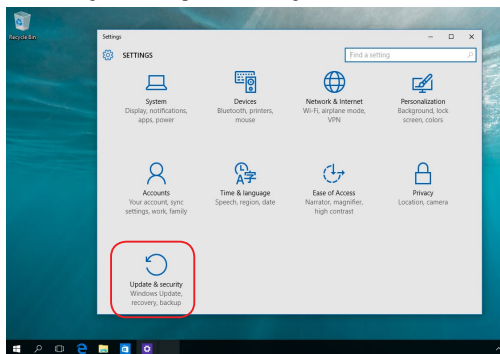 Recycle Bin
Settings
SETTINGS
Find a setting
System
Display, notifications,
apps, power
Devices
Bluetooth, printers,
mouse
Network & Internet
Wi-Fi, airplane mode,
VPN
Personalization
Background, lock
screen, colors
Accounts
Your account, sync
settings, work, family
Time & language
Speech, region, date
Ease of Access
Narrator, magnifier,
high contrast
Privacy
Location, camera
Update & security
Windows Update,
recovery, backup